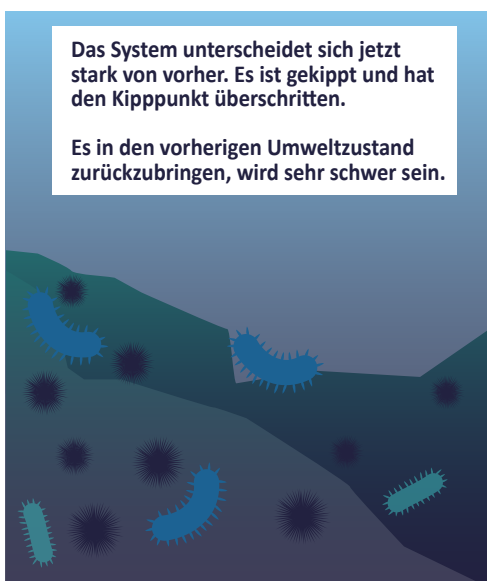 Das System unterscheidet sich jetzt
stark von vorher. Es ist gekippt und hat
den Kipppunkt überschritten.
Es in den vorherigen Umweltzustand
zurückzubringen, wird sehr schwer sein.